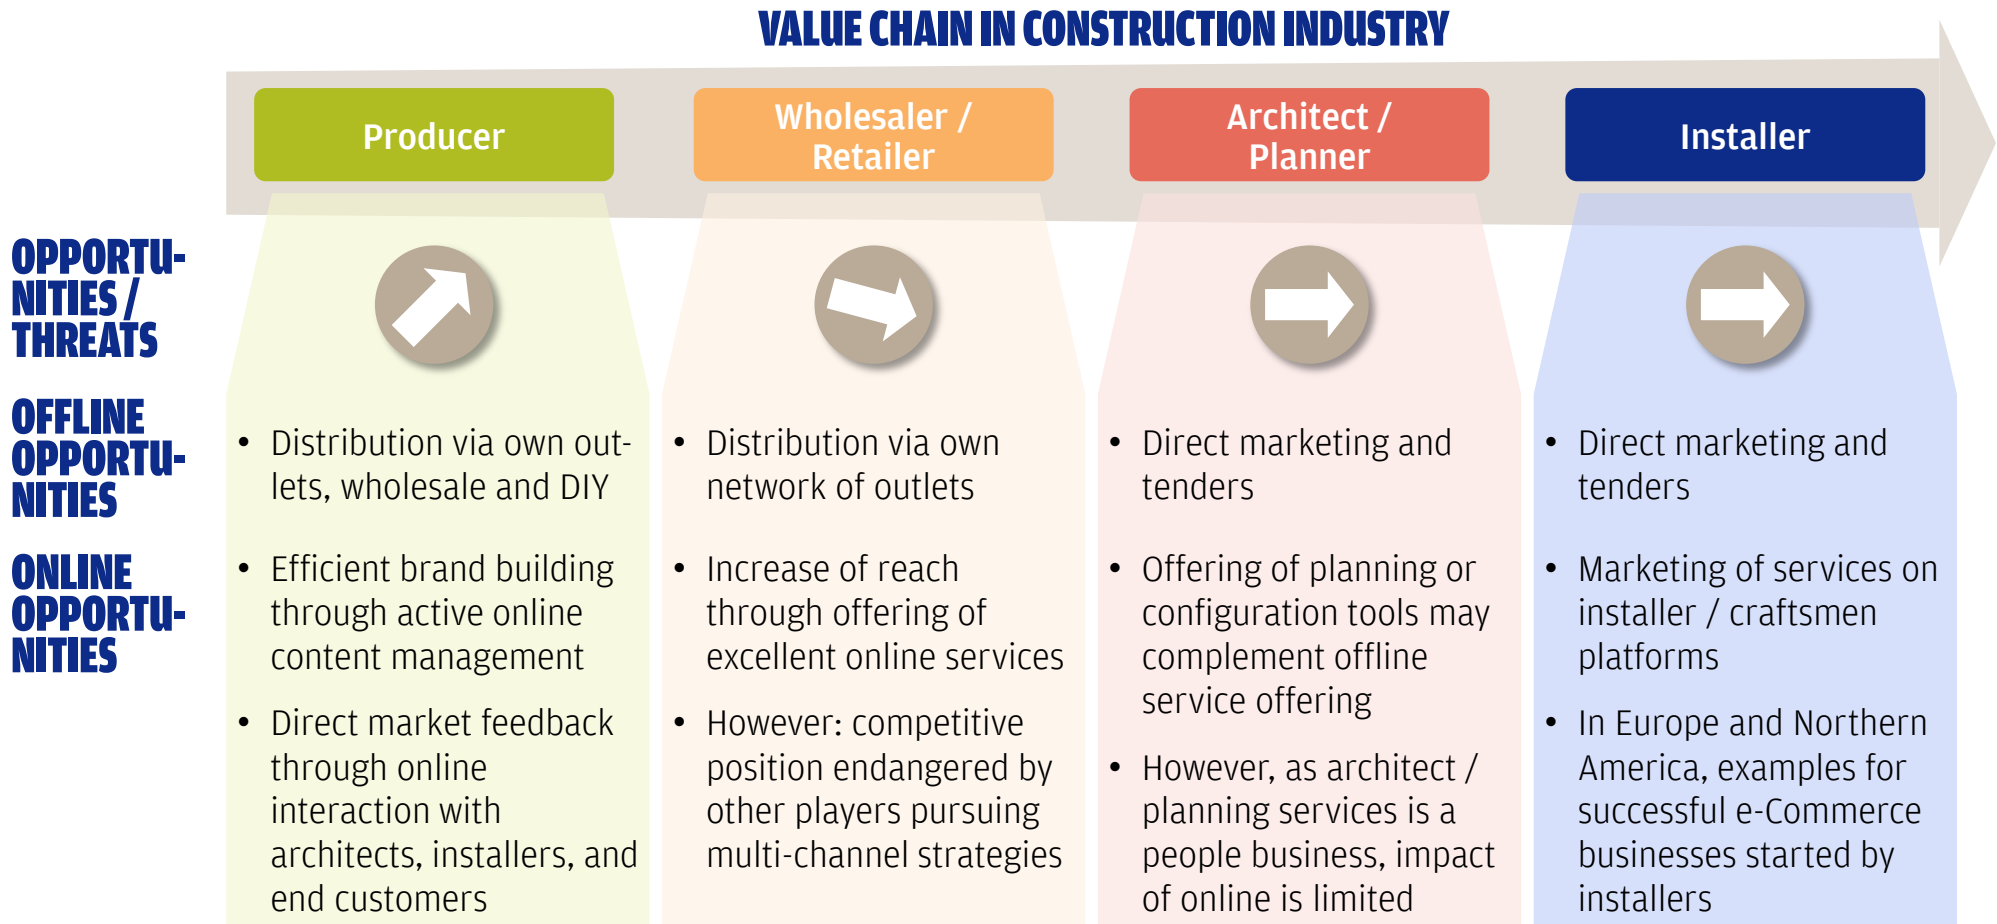 VALUE CHAIN IN CONSTRUCTION INDUSTRY
Producer
Wholesaler /
Retailer
Architect /
Planner
Installer
OPPORTU-
NITIES /
THREATS
OFFLINE
OPPORTU-
NITIES
• Distribution via own out-
lets, wholesale and DIY
• Distribution via own
network of outlets
• Direct marketing and
tenders
• Direct marketing and
tenders
ONLINE
OPPORTU-
NITIES
• Efficient brand building
through active online
content management
• Direct market feedback
through online
interaction with
architects, installers, and
end customers
• Increase of reach
through offering of
excellent online services
• However: competitive
position endangered by
other players pursuing
multi-channel strategies
• Offering of planning or
configuration tools may
complement offline
service offering
• However, as architect /
planning services is a
people business, impact
of online is limited
• Marketing of services on
installer / craftsmen
platforms
• In Europe and Northern
America, examples for
successful e-Commerce
businesses started by
installers